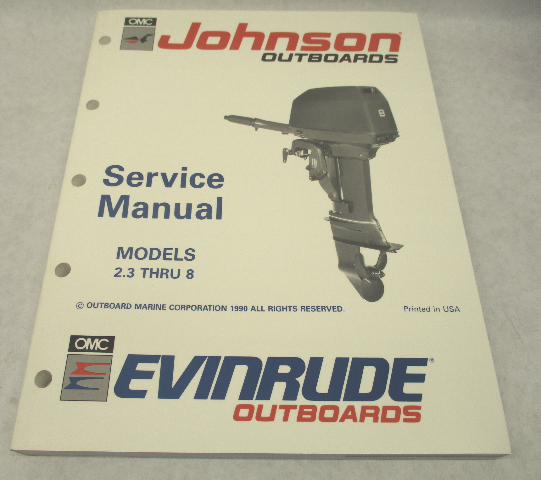 OMC
Johnson
OUTBOARDS
8
Service
Manual
MODELS
2.3 THRU 8
© OUTBOARD MARINE CORPORATION 1990 ALL RIGHTS RESERVED.
Printed in USA
OMC
EVINRUDE®
OUTBOARDS